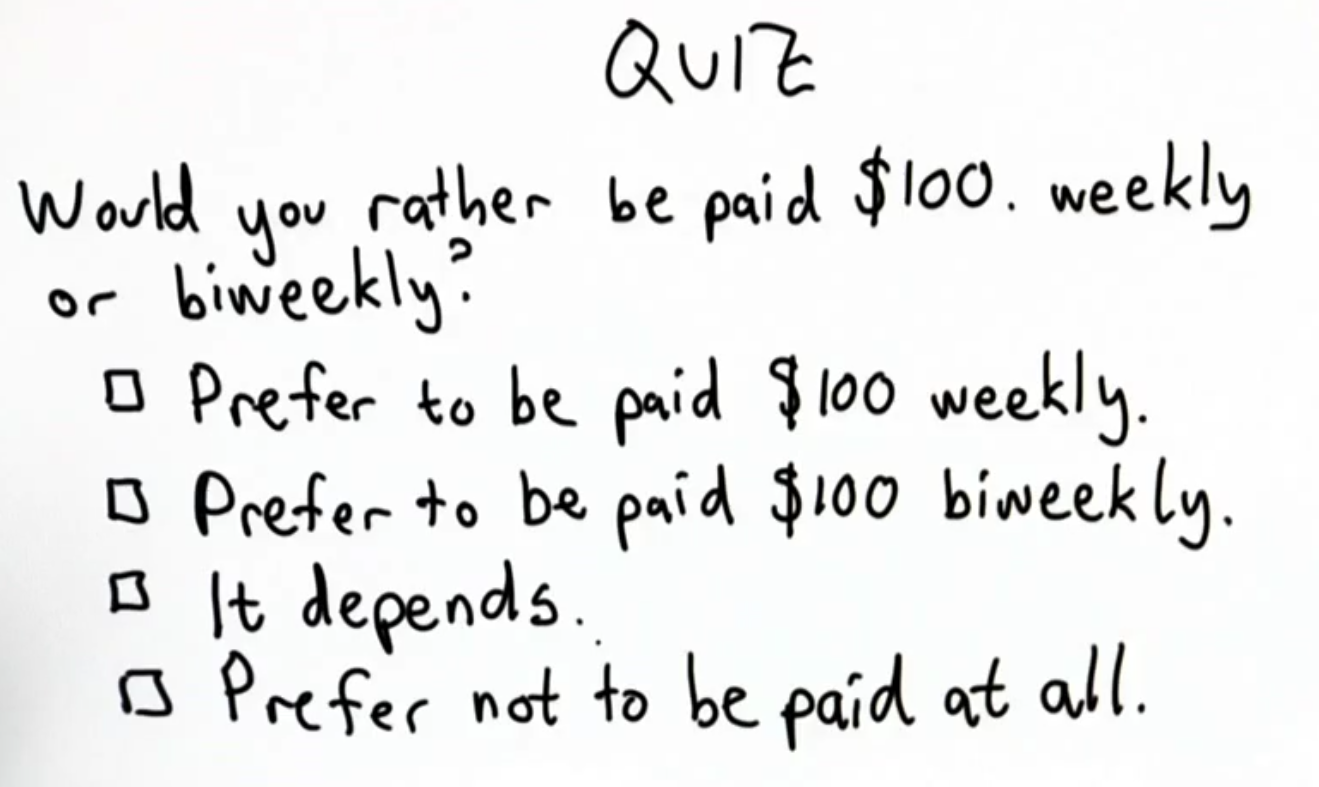 QUIZ
Would you rather be paid $100. weekly
or biweekly?
Prefer to be paid $100 weekly.
Prefer to be paid $100 biweekly.
It depends.
Prefer not to be paid at all.